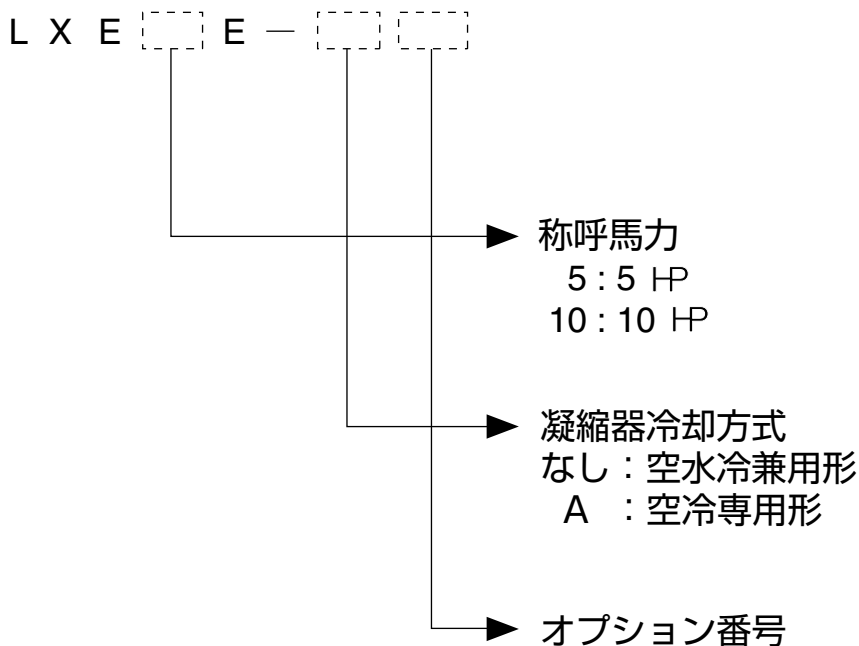 L X E E －
称呼馬力
5 : 5 HP
10 : 10 HP
凝縮器冷却方式
なし：空水冷兼用形
A ：空冷専用形
オプション番号